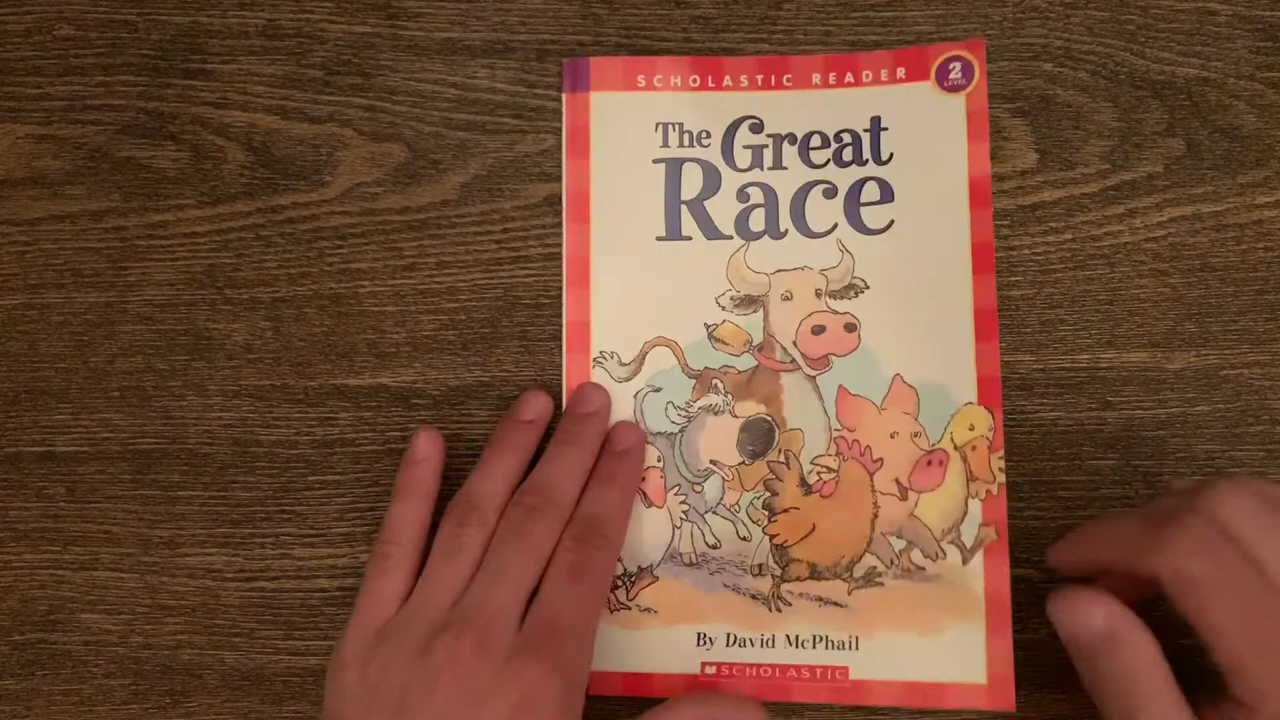 SCHOLASTIC READER
2
LEVEL
The Great
Race
By David McPhail
SCHOLASTIC